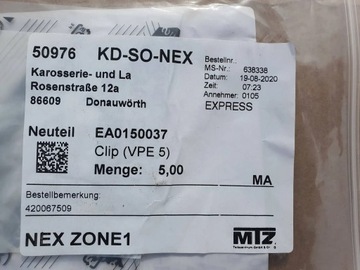 50976 KD-SO-NEX
Karosserie- und La
Rosenstraße 12a
86609 Donauwörth
Bestellnr.
MS-Nr.: 638338
Datum: 19-08-2020
Zeit: 07:23
Annehmer: 0105
EXPRESS
Neuteil EA0150037
Clip (VPE 5)
Menge: 5,00
MA
Bestellbemerkung:
420067509
NEX ZONE1
MTZ